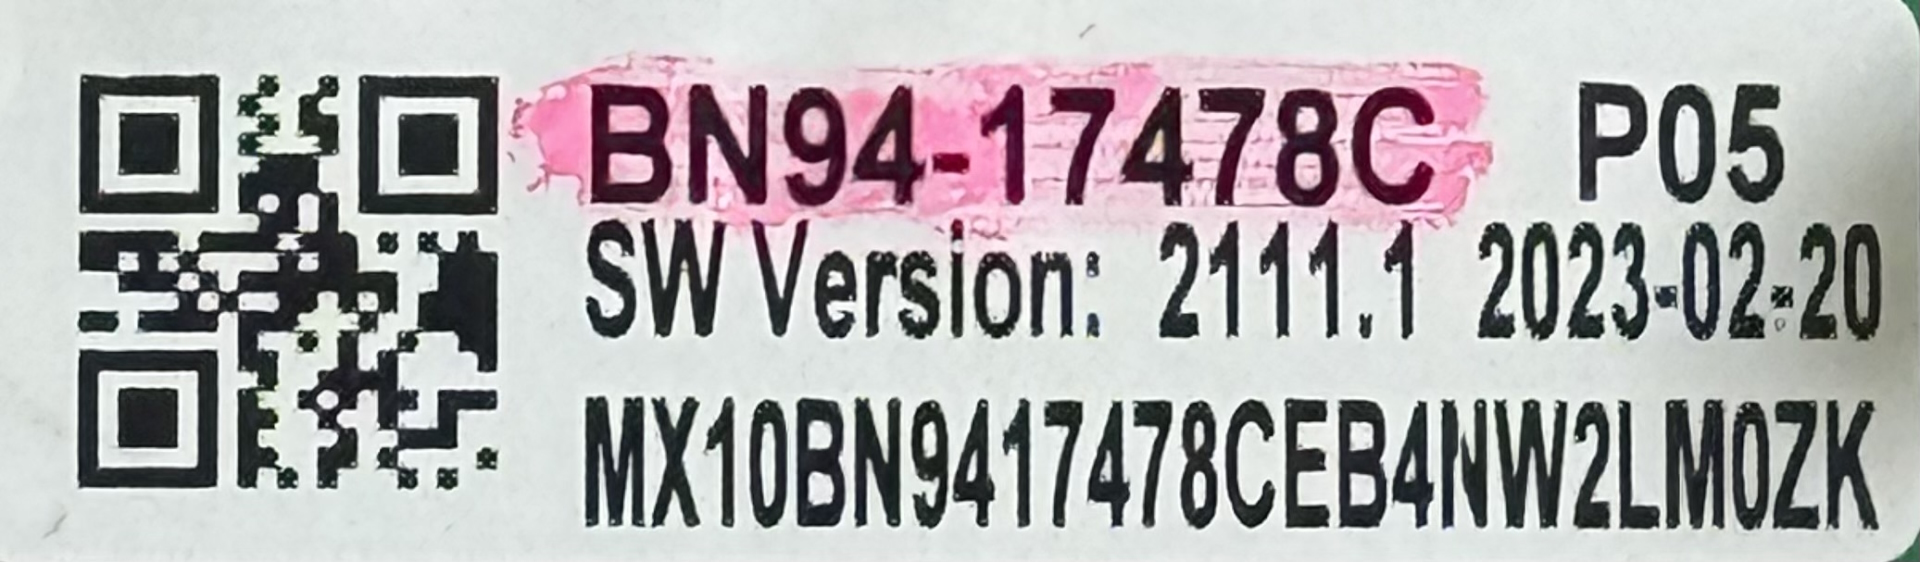 BN94-17478C P05
SW Version: 2111.1 2023-02-20
MX10BN9417478CEB4NW2LM0ZK